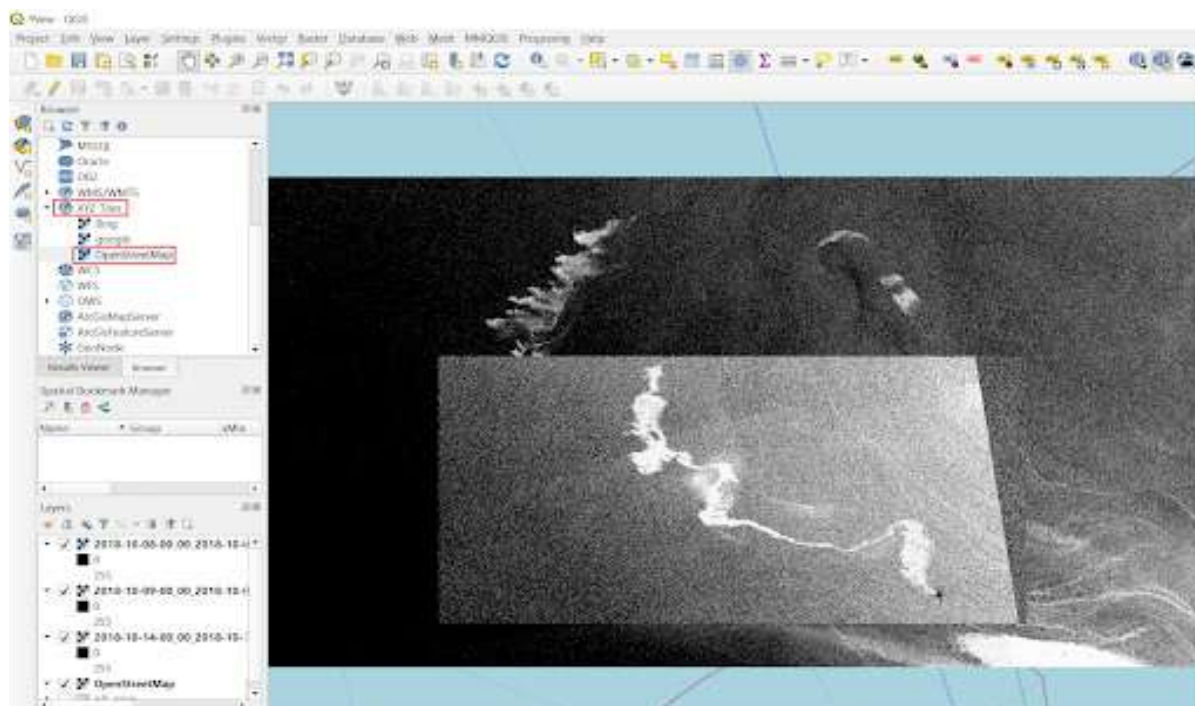 QGIS
Project Edit View Layer Settings Plugins Vector Raster Database Web Mesh MMQGIS Processing Help
Browser
MSSQL
Oracle
DB2
WMS/WMTS
XYZ Tiles
Bing
google
OpenStreetMap
WCS
WFS
OWS
ArcGisMapServer
ArcGisFeatureServer
GeoNode
Results Viewer Browser
Spatial Bookmark Manager
Name Group xMin
Layers
2018-10-08-00_00_2018-10-
0
255
2018-10-09-00_00_2018-10-
0
255
2018-10-14-00_00_2018-10-
0
255
OpenStreetMap